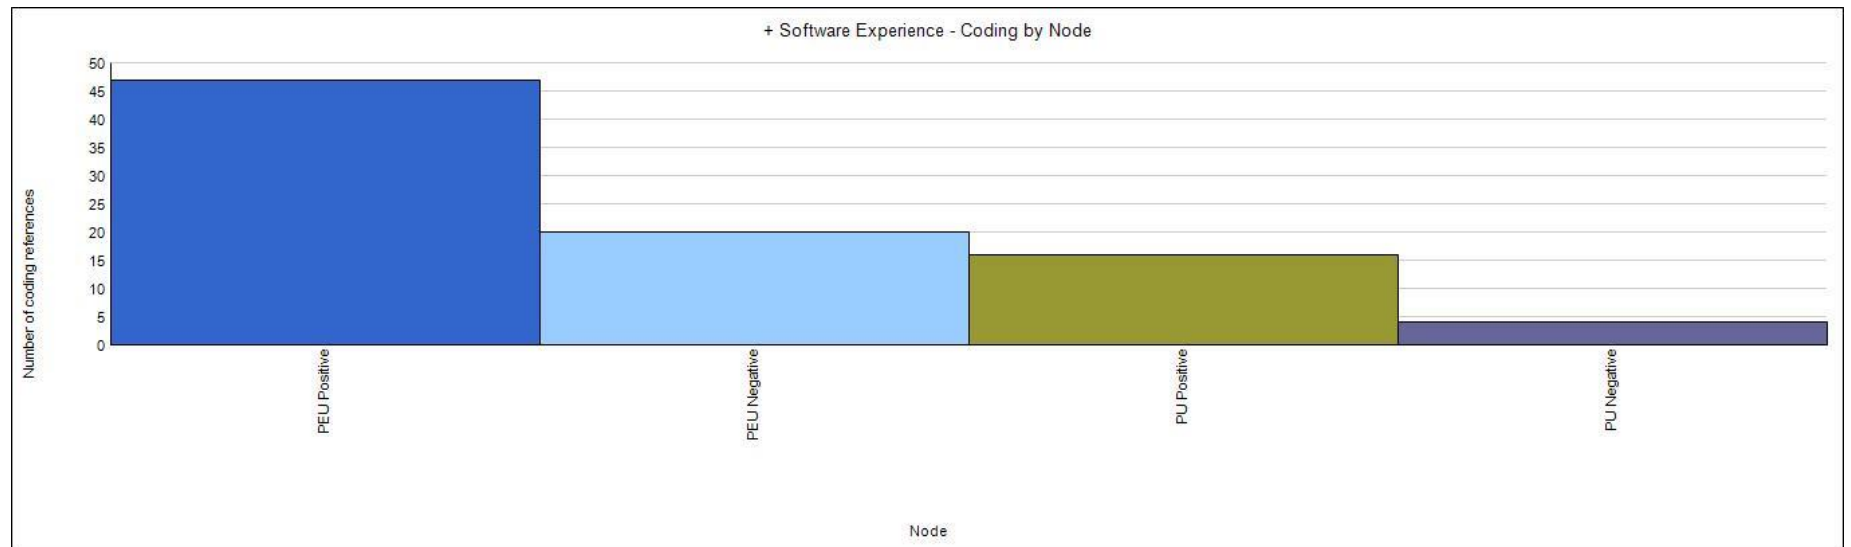 + Software Experience - Coding by Node
Number of coding references
50
45
40
35
30
25
20
15
10
5
0
PEU Positive
PEU Negative
PU Positive
PU Negative
Node